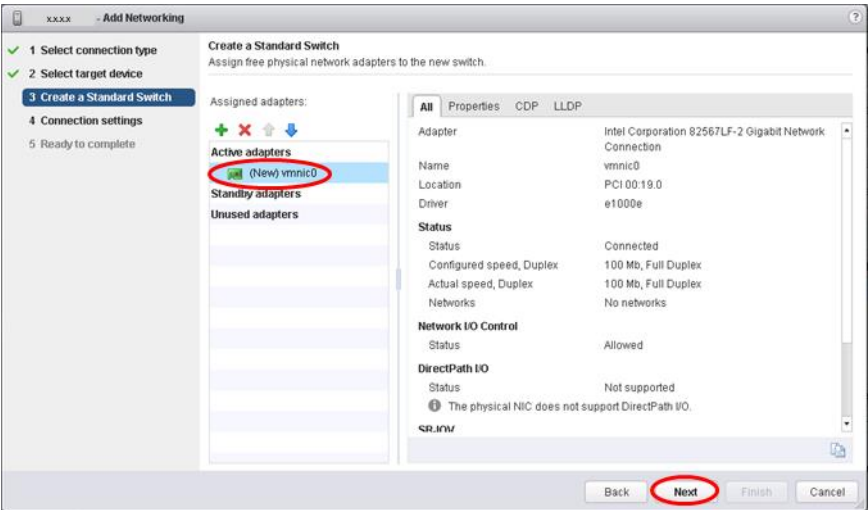 xxxx - Add Networking
?
1 Select connection type
2 Select target device
3 Create a Standard Switch
4 Connection settings
5 Ready to complete
Create a Standard Switch
Assign free physical network adapters to the new switch.
Assigned adapters:
Active adapters
(New) vmnic0
Standby adapters
Unused adapters
All Properties CDP LLDP
Adapter Intel Corporation 82567LF-2 Gigabit Network
Connection
Name vmnic0
Location PCI 00:19.0
Driver e1000e
Status
Status Connected
Configured speed, Duplex 100 Mb, Full Duplex
Actual speed, Duplex 100 Mb, Full Duplex
Networks No networks
Network I/O Control
Status Allowed
DirectPath I/O
Status Not supported
The physical NIC does not support DirectPath I/O.
SR-IOV
Back Next Finish Cancel